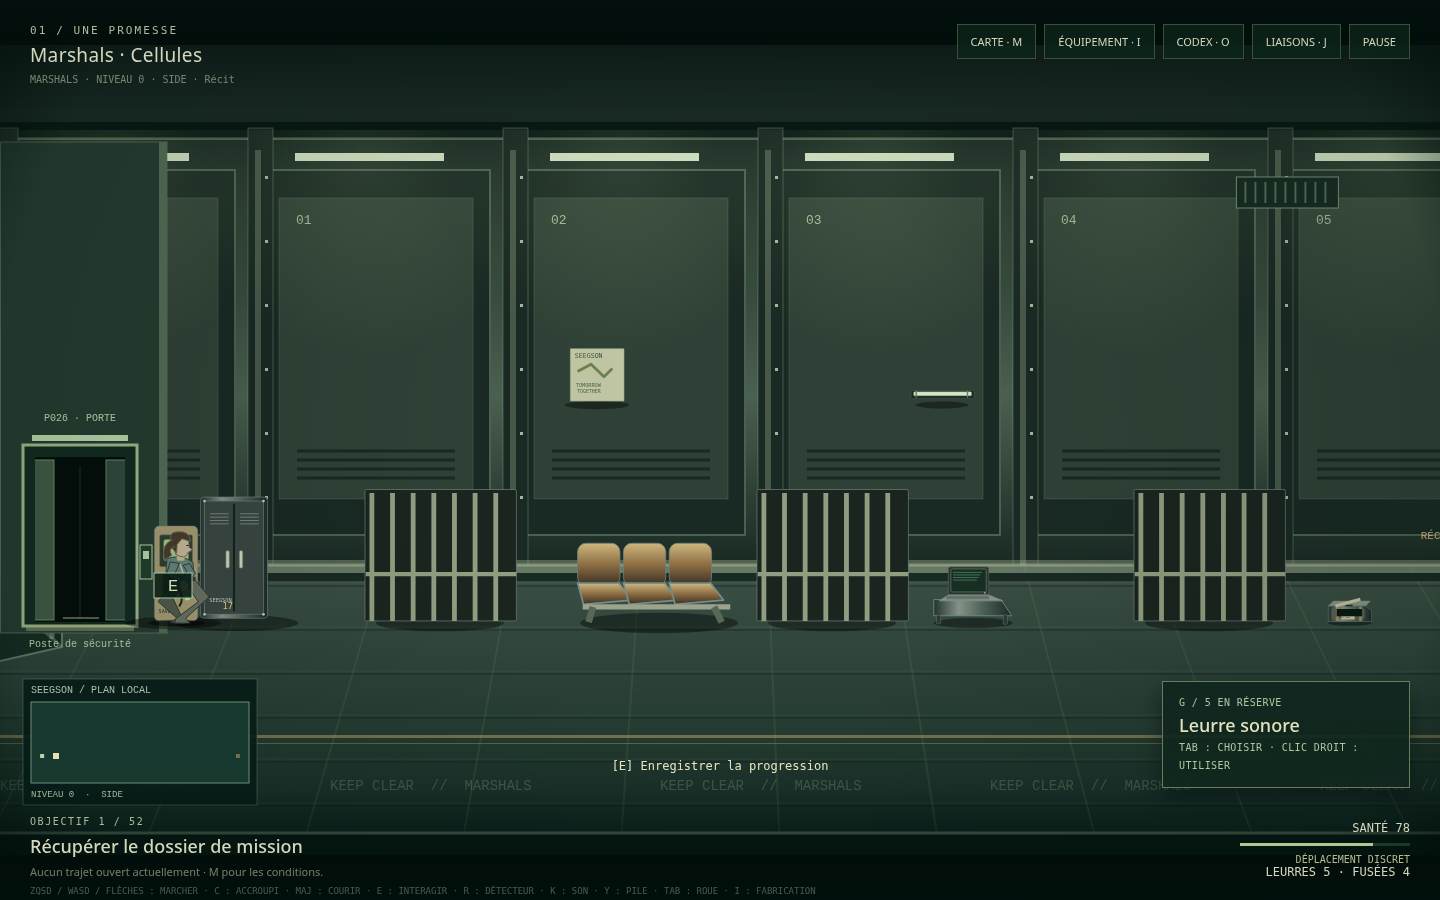 01 / UNE PROMESSE
Marshals · Cellules
MARSHALS · NIVEAU 0 · SIDE · Récit
CARTE · M
ÉQUIPEMENT · I
CODEX · O
LIAISONS · J
PAUSE
01
02
03
04
05
SEEGSON
TOMORROW
TOGETHER
P026 · PORTE
RÉC
E
SEEGSON
17
Poste de sécurité
SEEGSON / PLAN LOCAL
NIVEAU 0 · SIDE
G / 5 EN RÉSERVE
Leurre sonore
TAB : CHOISIR · CLIC DROIT :
UTILISER
[E] Enregistrer la progression
KEEP CLEAR // MARSHALS
KEEP CLEAR // MARSHALS
KEEP CLEAR // MARSH
OBJECTIF 1 / 52
Récupérer le dossier de mission
Aucun trajet ouvert actuellement · M pour les conditions.
ZQSD / WASD / FLÈCHES : MARCHER · C : ACCROUPI · MAJ : COURIR · E : INTERAGIR · R : DÉTECTEUR · K : SON · Y : PILE · TAB : ROUE · I : FABRICATION
SANTÉ 78
DÉPLACEMENT DISCRET
LEURRES 5 · FUSÉES 4